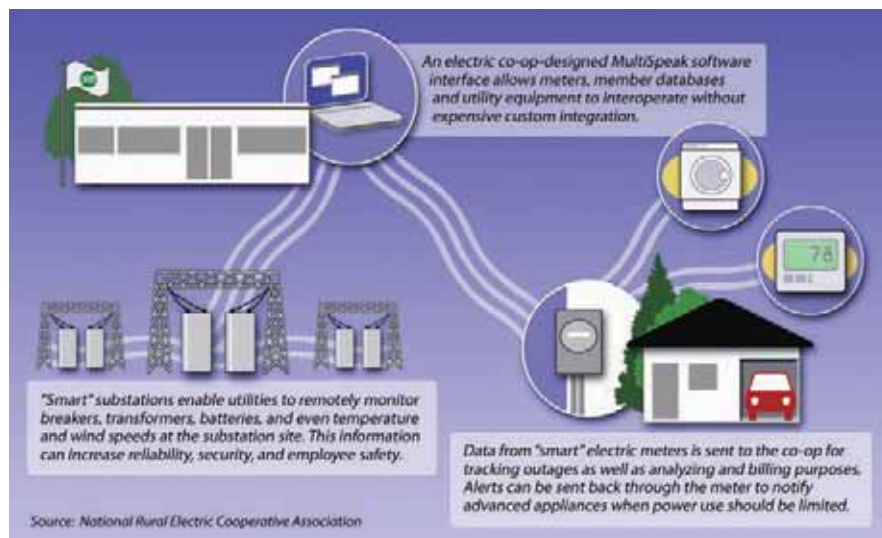 An electric co-op-designed MultiSpeak software
interface allows meters, member databases
and utility equipment to interoperate without
expensive custom integration.
78
"Smart" substations enable utilities to remotely monitor
breakers, transformers, batteries, and even temperature
and wind speeds at the substation site. This information
can increase reliability, security, and employee safety.
Data from "smart" electric meters is sent to the co-op for
tracking outages as well as analyzing and billing purposes.
Alerts can be sent back through the meter to notify
advanced appliances when power use should be limited.
Source: National Rural Electric Cooperative Association